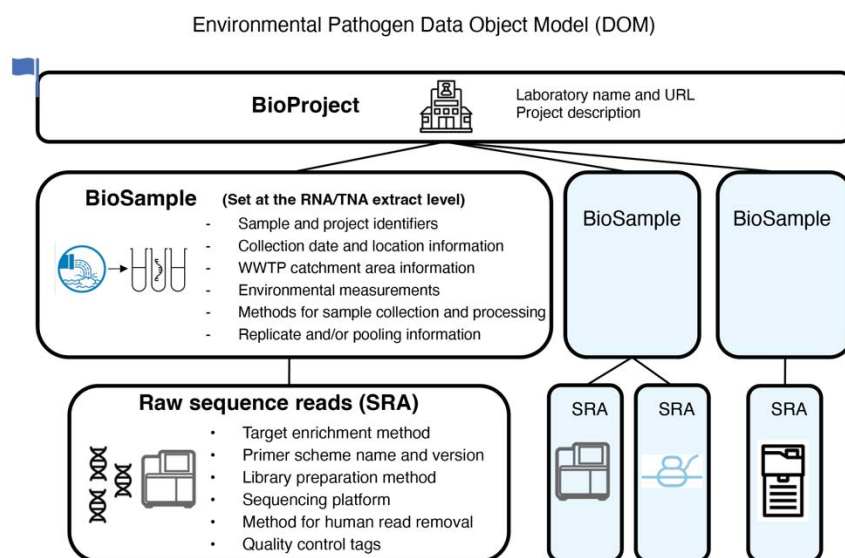 Environmental Pathogen Data Object Model (DOM)
BioProject
Laboratory name and URL
Project description
BioSample (Set at the RNA/TNA extract level)
- Sample and project identifiers
- Collection date and location information
- WWTP catchment area information
- Environmental measurements
- Methods for sample collection and processing
- Replicate and/or pooling information
BioSample
BioSample
Raw sequence reads (SRA)
• Target enrichment method
• Primer scheme name and version
• Library preparation method
• Sequencing platform
• Method for human read removal
• Quality control tags
SRA
SRA
SRA